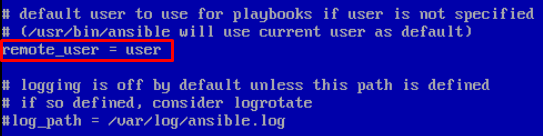 # default user to use for playbooks if user is not specified
# (/usr/bin/ansible will use current user as default)
remote_user = user
# logging is off by default unless this path is defined
# if so defined, consider logrotate
#log_path = /var/log/ansible.log